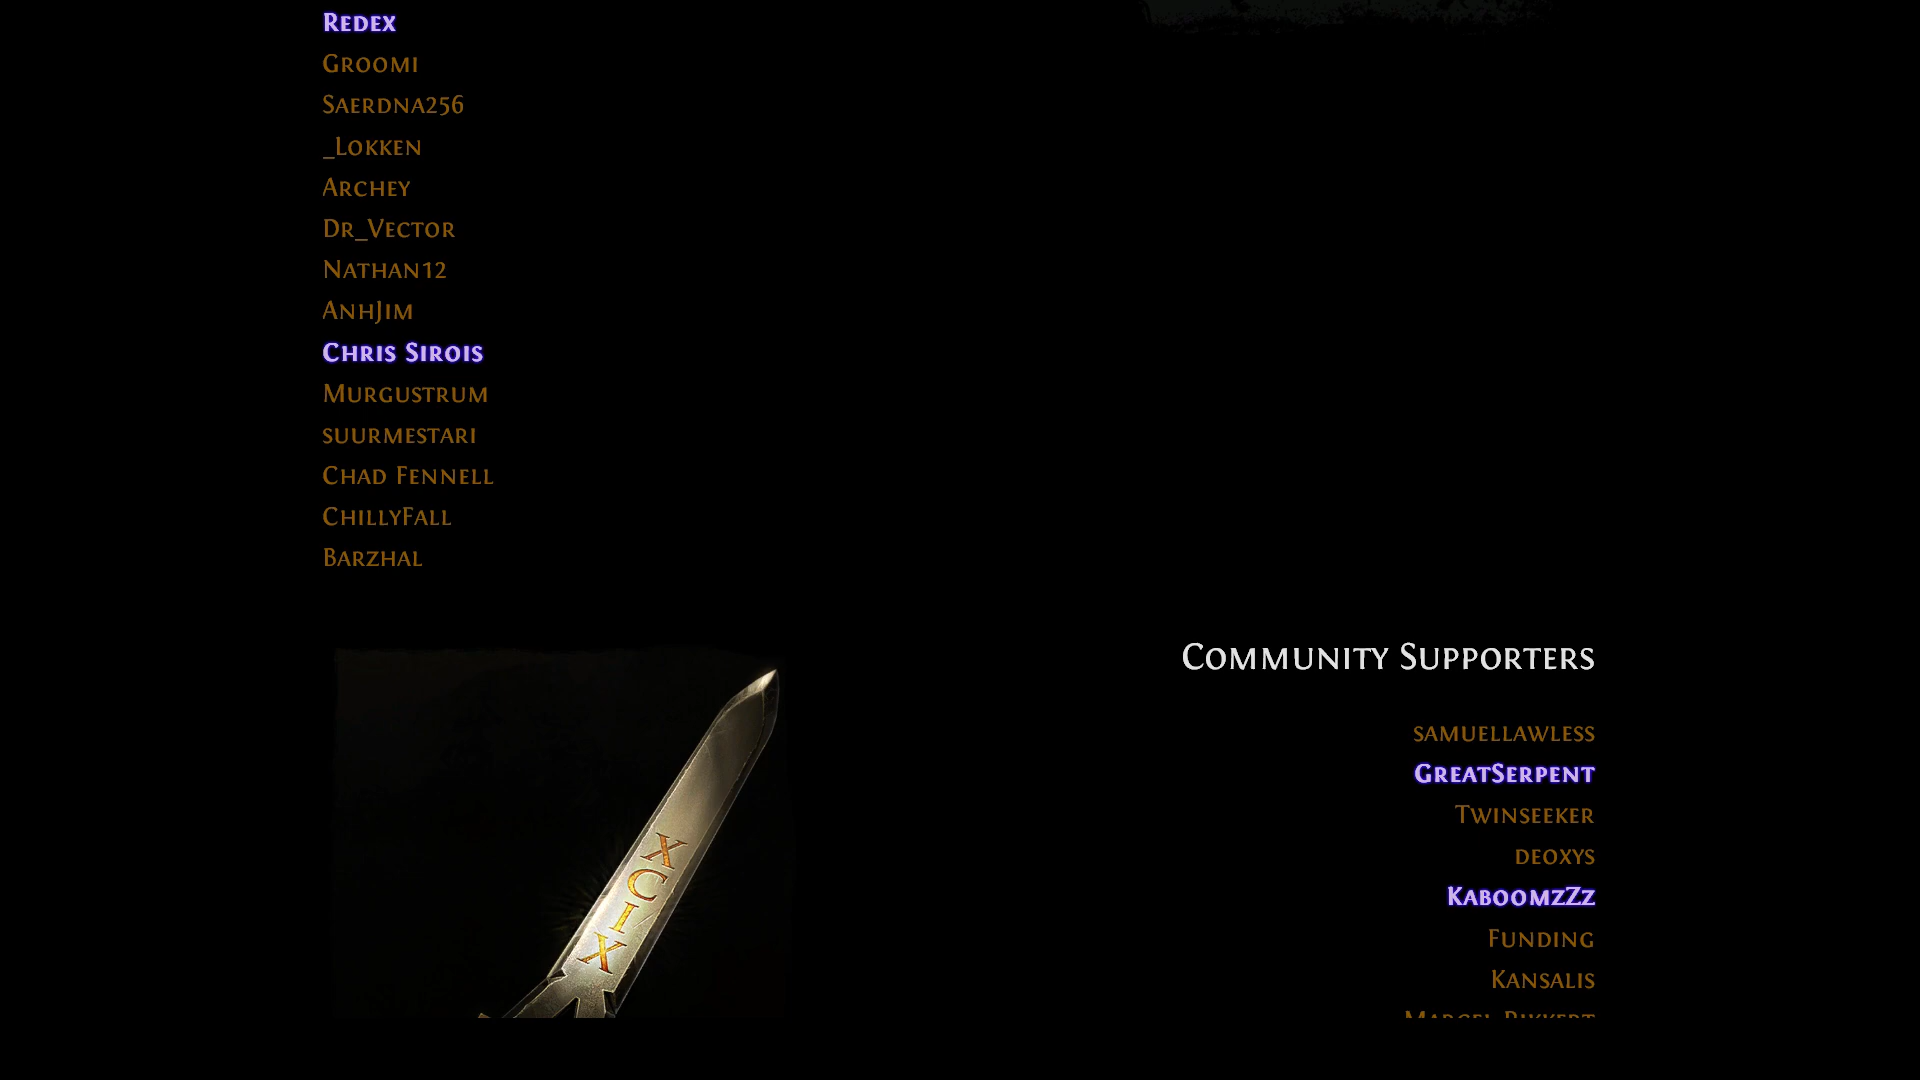 Redex
Groomi
Saerdna256
_Lokken
Archey
Dr_Vector
Nathan12
AnhJim
Chris Sirois
Murgustrum
suurmestari
Chad Fennell
ChillyFall
Barzhal
XCIX
Community Supporters
samuellawless
GreatSerpent
Twinseeker
deoxys
KaboomzZz
Funding
Kansalis
Marcel